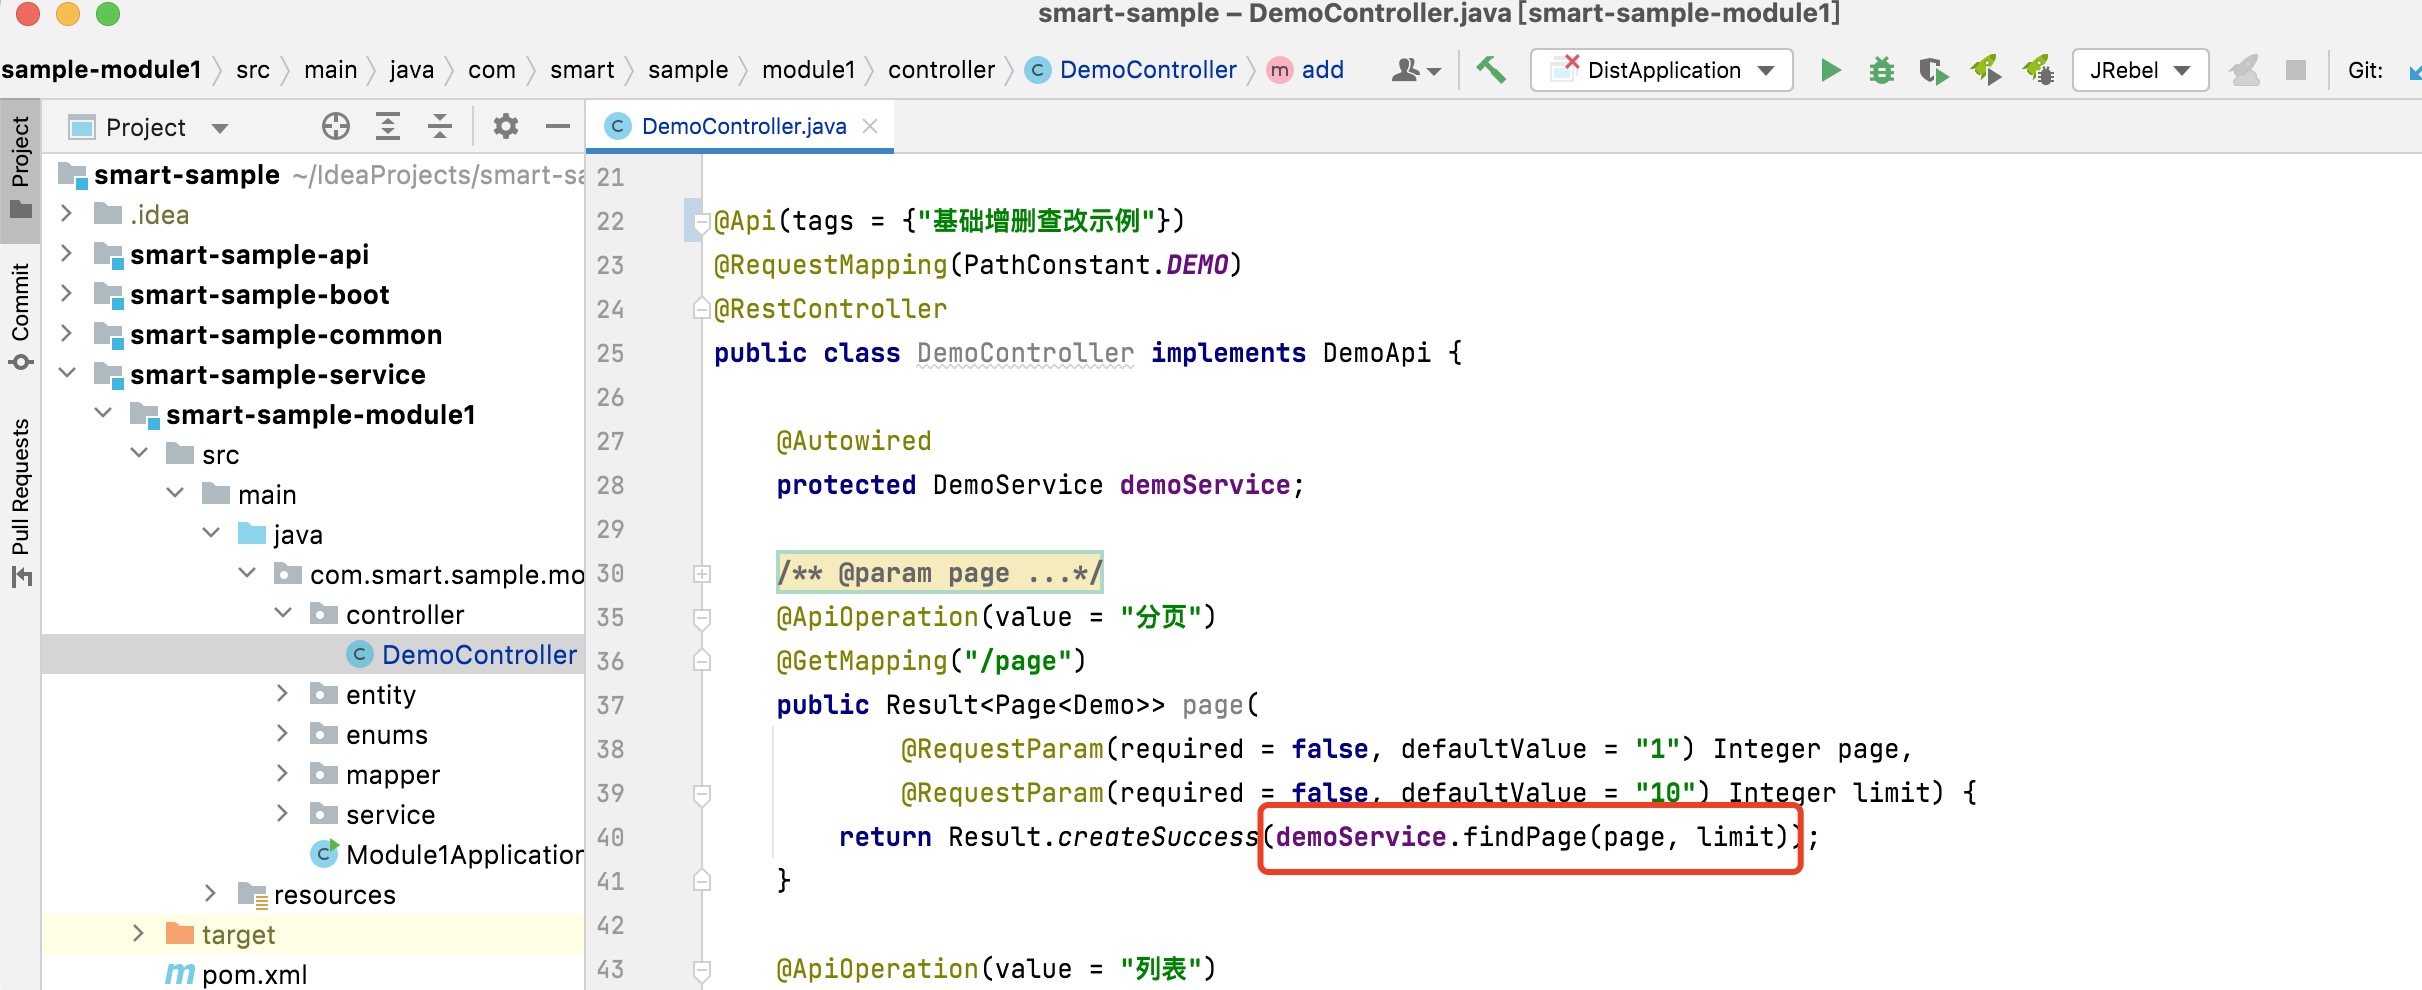 smart-sample – DemoController.java [smart-sample-module1]
sample-module1 src main java com smart sample module1 controller C DemoController m add DistApplication JRebel Git:
Project
Commit
Pull Requests
Project
smart-sample ~/IdeaProjects/smart-sa
.idea
smart-sample-api
smart-sample-boot
smart-sample-common
smart-sample-service
smart-sample-module1
src
main
java
com.smart.sample.mo
controller
C DemoController
entity
enums
mapper
service
C Module1Application
resources
target
m pom.xml
C DemoController.java
21
22 @Api(tags = {"基础增删查改示例"})
23 @RequestMapping(PathConstant.DEMO)
24 @RestController
25 public class DemoController implements DemoApi {
26
27 @Autowired
28 protected DemoService demoService;
29
30 /** @param page ...*/
35 @ApiOperation(value = "分页")
36 @GetMapping("/page")
37 public Result<Page<Demo>> page(
38 @RequestParam(required = false, defaultValue = "1") Integer page,
39 @RequestParam(required = false, defaultValue = "10") Integer limit) {
40 return Result.createSuccess(demoService.findPage(page, limit));
41 }
42
43 @ApiOperation(value = "列表")